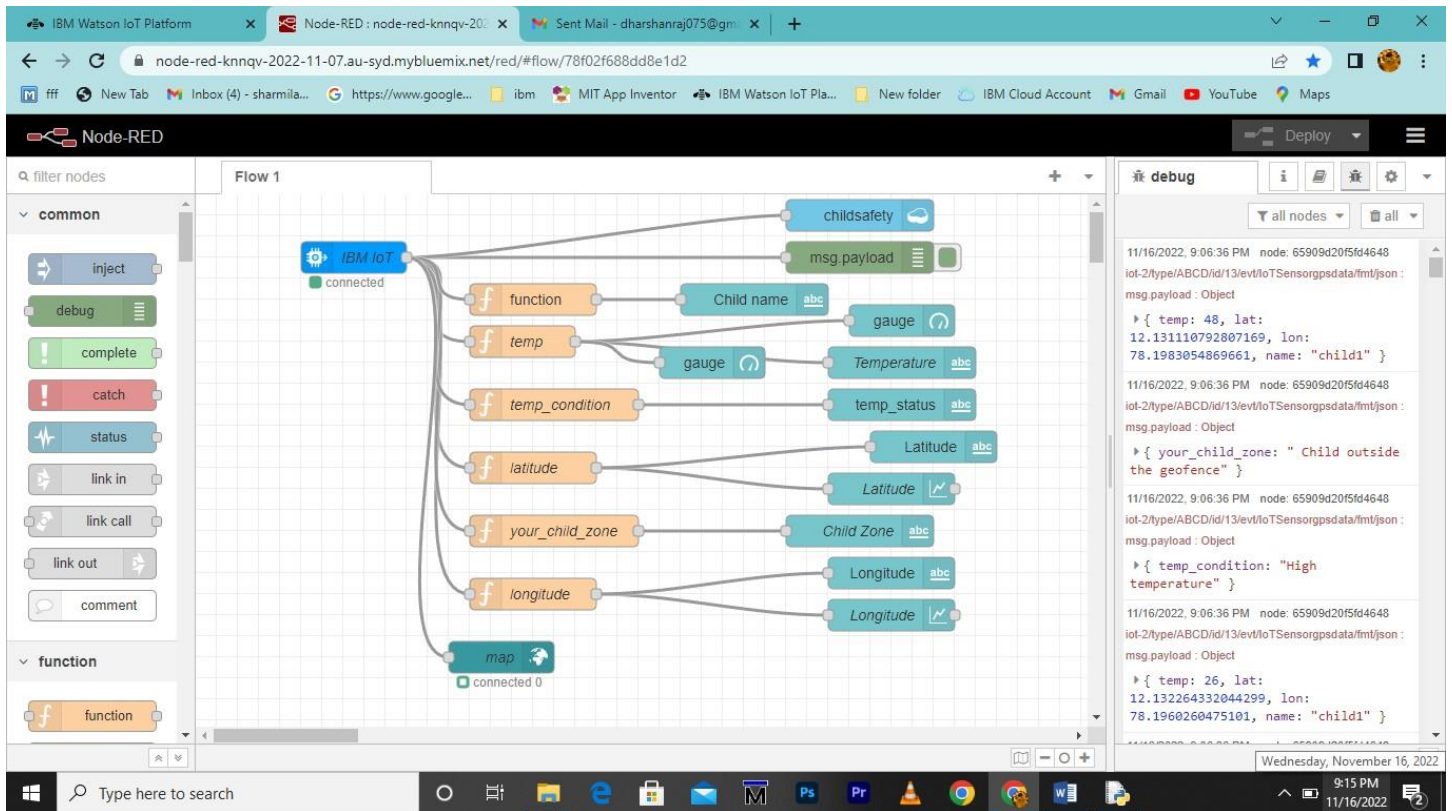 IBM Watson IoT Platform
Node-RED : node-red-knnqv-202
Sent Mail - dharshanraj075@gm
node-red-knnqv-2022-11-07.au-syd.mybluemix.net/red/#flow/78f02f688dd8e1d2
fff New Tab Inbox (4) - sharmila... https://www.google... ibm MIT App Inventor IBM Watson IoT Pla... New folder IBM Cloud Account Gmail YouTube Maps
Node-RED
Deploy
filter nodes
Flow 1
debug
i
all nodes
all
common
inject
debug
complete
catch
status
link in
link call
link out
comment
function
function
IBM IoT
connected
childsafety
msg.payload
function
Child name abc
temp
gauge
gauge
Temperature abc
temp_condition
temp_status abc
latitude
Latitude abc
Latitude
your_child_zone
Child Zone abc
longitude
Longitude abc
Longitude
map
connected 0
11/16/2022, 9:06:36 PM node: 65909d20f5fd4648
iot-2/type/ABCD/id/13/evt/IoTSensorgpsdata/fmt/json :
msg.payload : Object
{ temp: 48, lat:
12.131110792807169, lon:
78.1983054869661, name: "child1" }
11/16/2022, 9:06:36 PM node: 65909d20f5fd4648
iot-2/type/ABCD/id/13/evt/IoTSensorgpsdata/fmt/json :
msg.payload : Object
{ your_child_zone: " Child outside
the geofence" }
11/16/2022, 9:06:36 PM node: 65909d20f5fd4648
iot-2/type/ABCD/id/13/evt/IoTSensorgpsdata/fmt/json :
msg.payload : Object
{ temp_condition: "High
temperature" }
11/16/2022, 9:06:36 PM node: 65909d20f5fd4648
iot-2/type/ABCD/id/13/evt/IoTSensorgpsdata/fmt/json :
msg.payload : Object
{ temp: 26, lat:
12.132264332044299, lon:
78.1960260475101, name: "child1" }
Wednesday, November 16, 2022
Type here to search
Ps
Pr
9:15 PM
11/16/2022
2